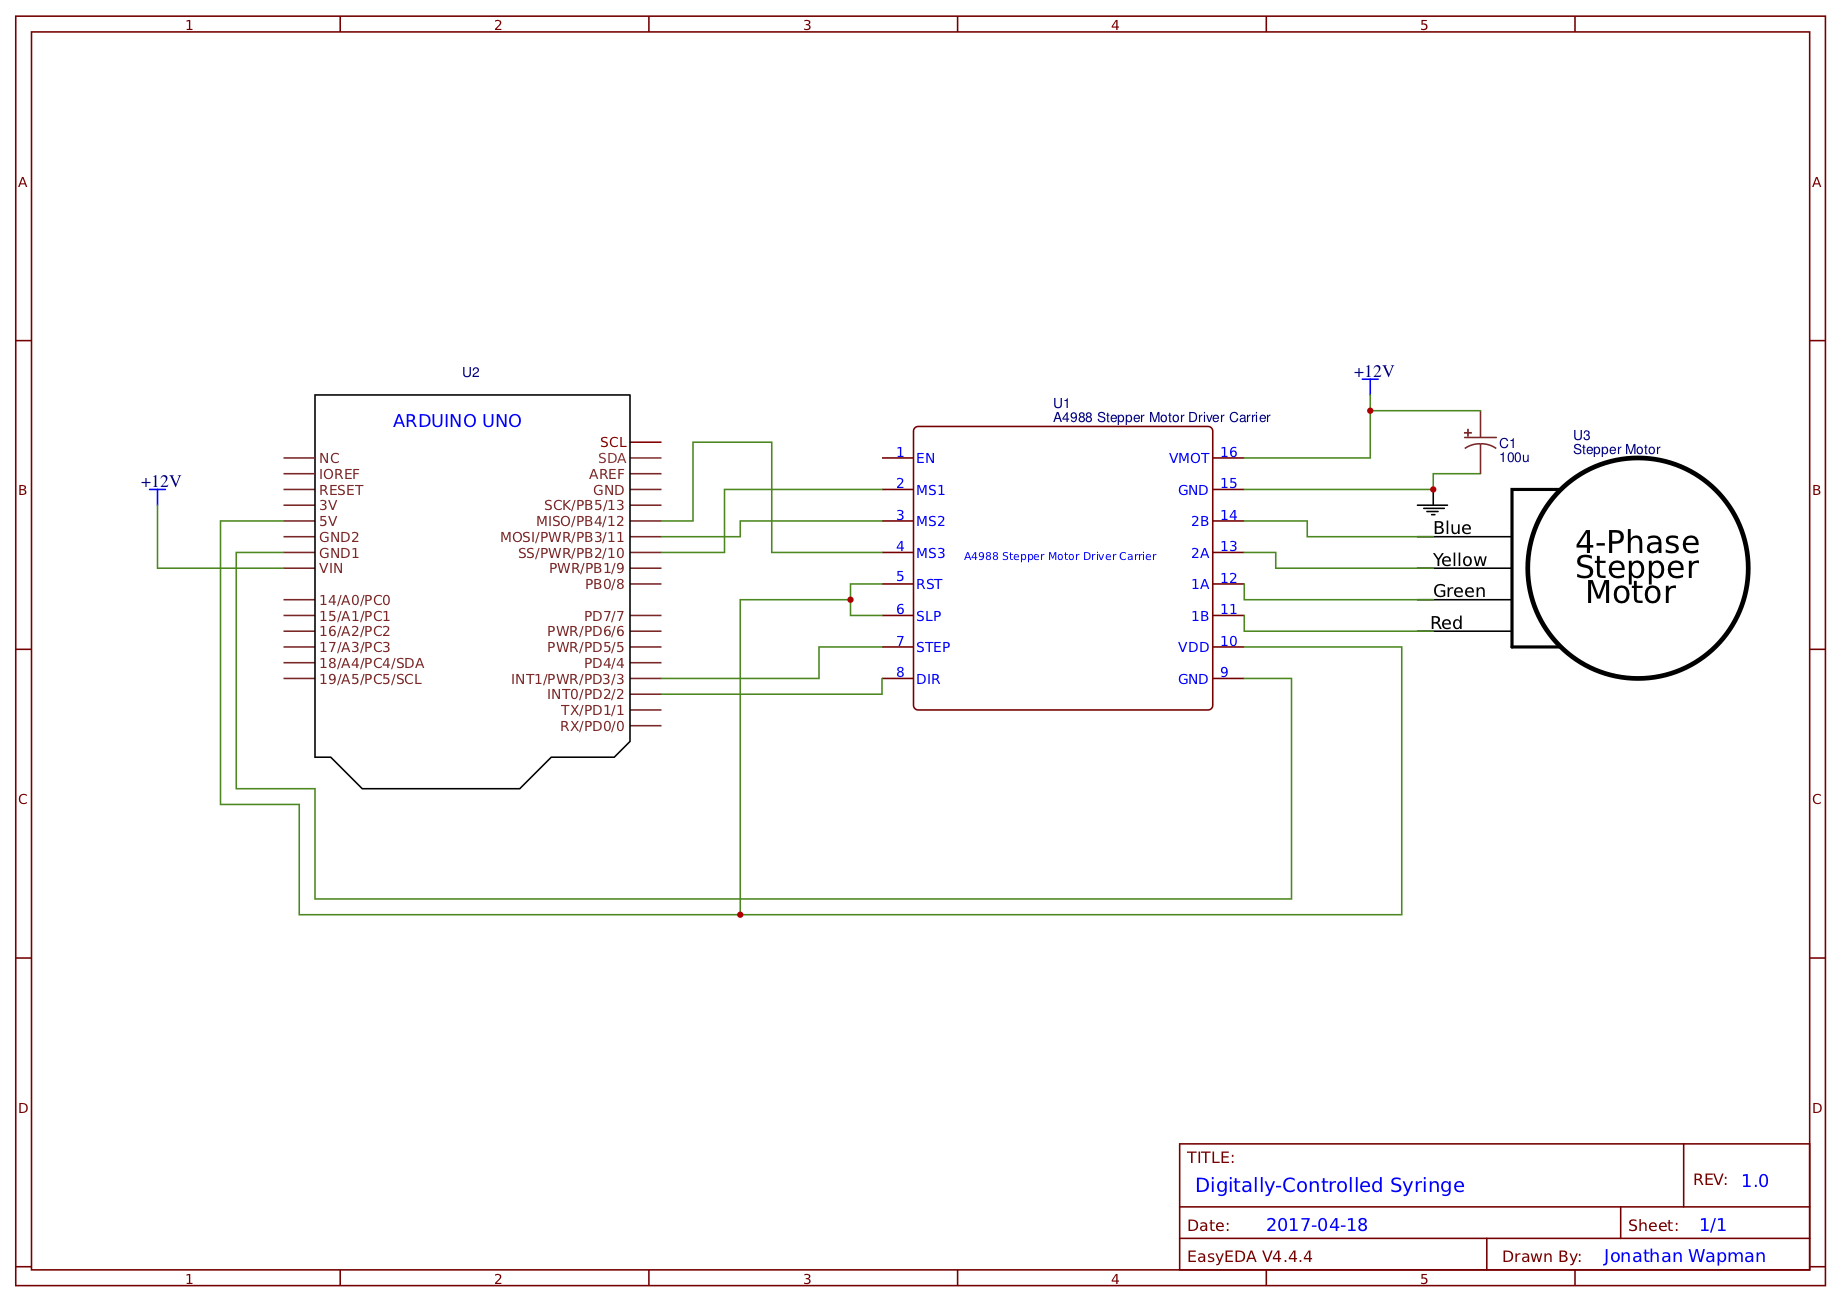 1 2 3 4 5
A A
B B
C C
D D
U2
ARDUINO UNO
+12V
NC
IOREF
RESET
3V
5V
GND2
GND1
VIN
14/A0/PC0
15/A1/PC1
16/A2/PC2
17/A3/PC3
18/A4/PC4/SDA
19/A5/PC5/SCL
SCL
SDA
AREF
GND
SCK/PB5/13
MISO/PB4/12
MOSI/PWR/PB3/11
SS/PWR/PB2/10
PWR/PB1/9
PB0/8
PD7/7
PWR/PD6/6
PWR/PD5/5
PD4/4
INT1/PWR/PD3/3
INT0/PD2/2
TX/PD1/1
RX/PD0/0
U1
A4988 Stepper Motor Driver Carrier
1 EN
2 MS1
3 MS2
4 MS3
5 RST
6 SLP
7 STEP
8 DIR
A4988 Stepper Motor Driver Carrier
VMOT 16
GND 15
2B 14
2A 13
1A 12
1B 11
VDD 10
GND 9
+12V
+
C1
100u
U3
Stepper Motor
Blue
Yellow
Green
Red
4-Phase
Stepper
Motor
TITLE:
Digitally-Controlled Syringe
REV: 1.0
Date: 2017-04-18
Sheet: 1/1
EasyEDA V4.4.4
Drawn By: Jonathan Wapman
1 2 3 4 5